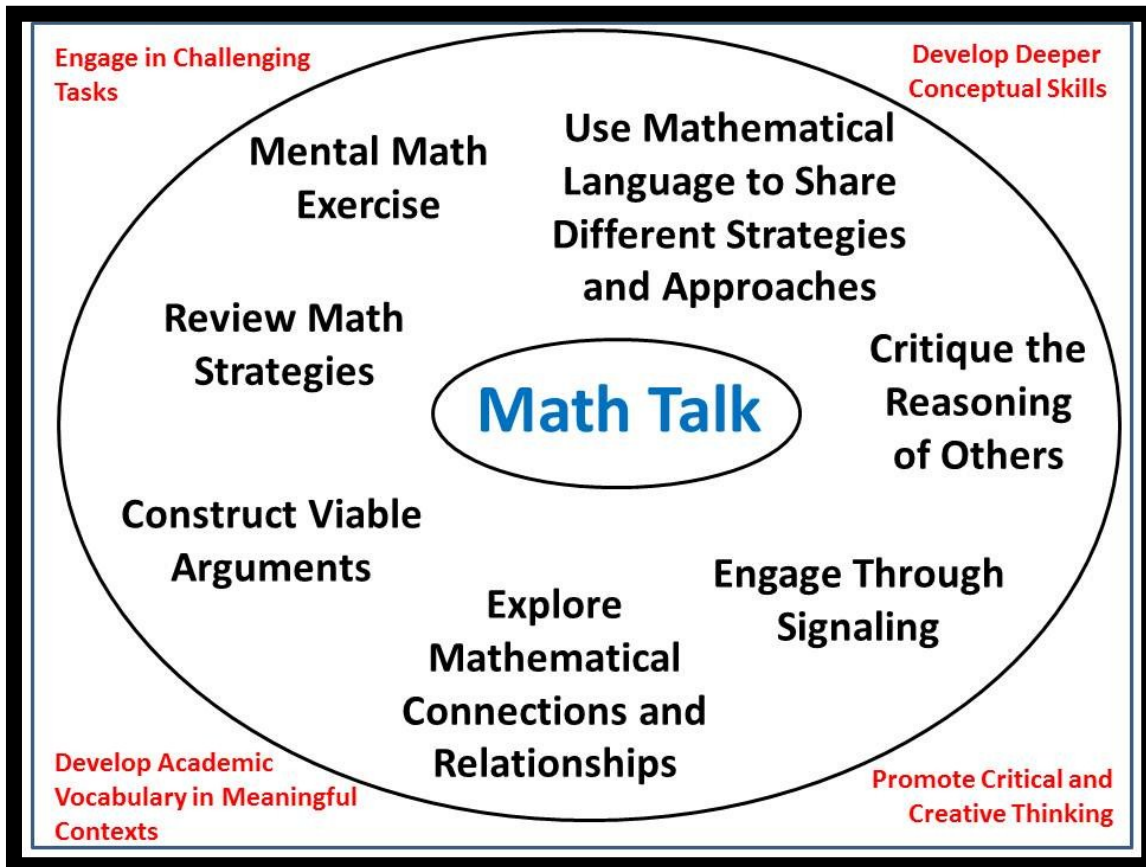 Engage in Challenging
Tasks
Develop Deeper
Conceptual Skills
Mental Math
Exercise
Use Mathematical
Language to Share
Different Strategies
and Approaches
Review Math
Strategies
Math Talk
Critique the
Reasoning
of Others
Construct Viable
Arguments
Explore
Mathematical
Connections and
Relationships
Engage Through
Signaling
Develop Academic
Vocabulary in Meaningful
Contexts
Promote Critical and
Creative Thinking